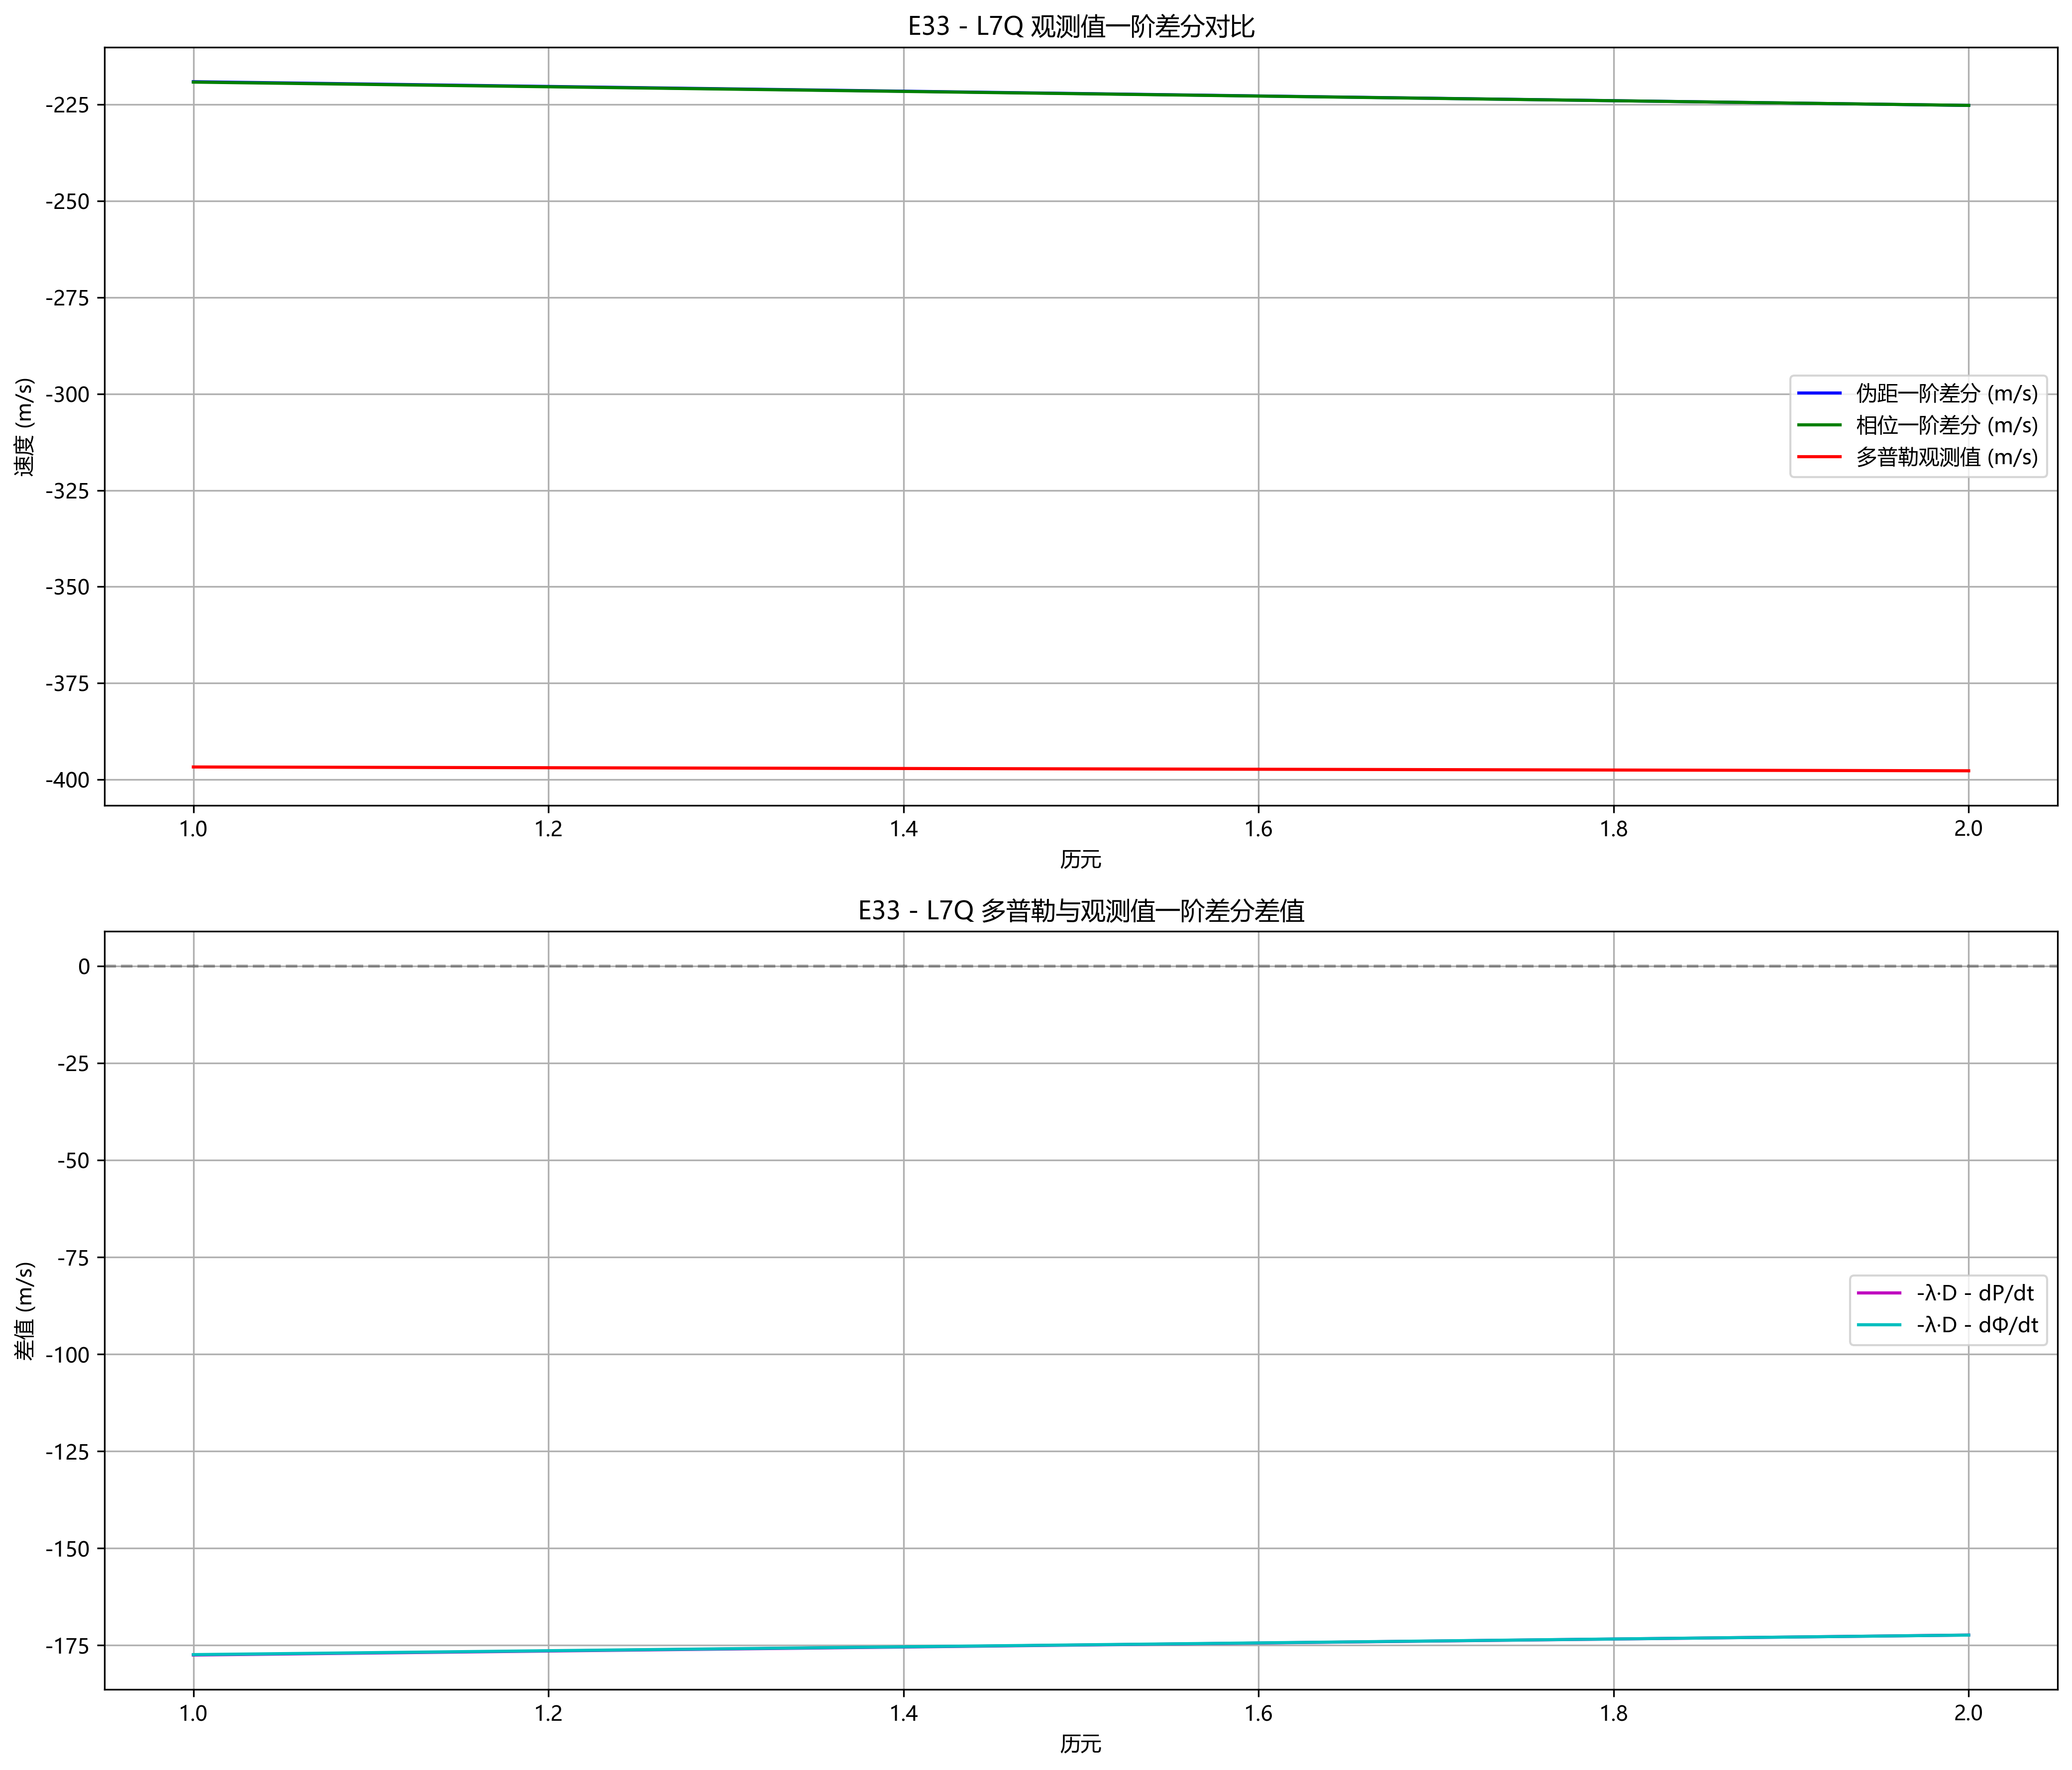 E33 - L7Q 观测值一阶差分对比
速度 (m/s)
-225
-250
-275
-300
-325
-350
-375
-400
伪距一阶差分 (m/s)
相位一阶差分 (m/s)
多普勒观测值 (m/s)
1.0 1.2 1.4 1.6 1.8 2.0
历元
E33 - L7Q 多普勒与观测值一阶差分差值
差值 (m/s)
0
-25
-50
-75
-100
-125
-150
-175
-λ·D - dP/dt
-λ·D - dΦ/dt
1.0 1.2 1.4 1.6 1.8 2.0
历元